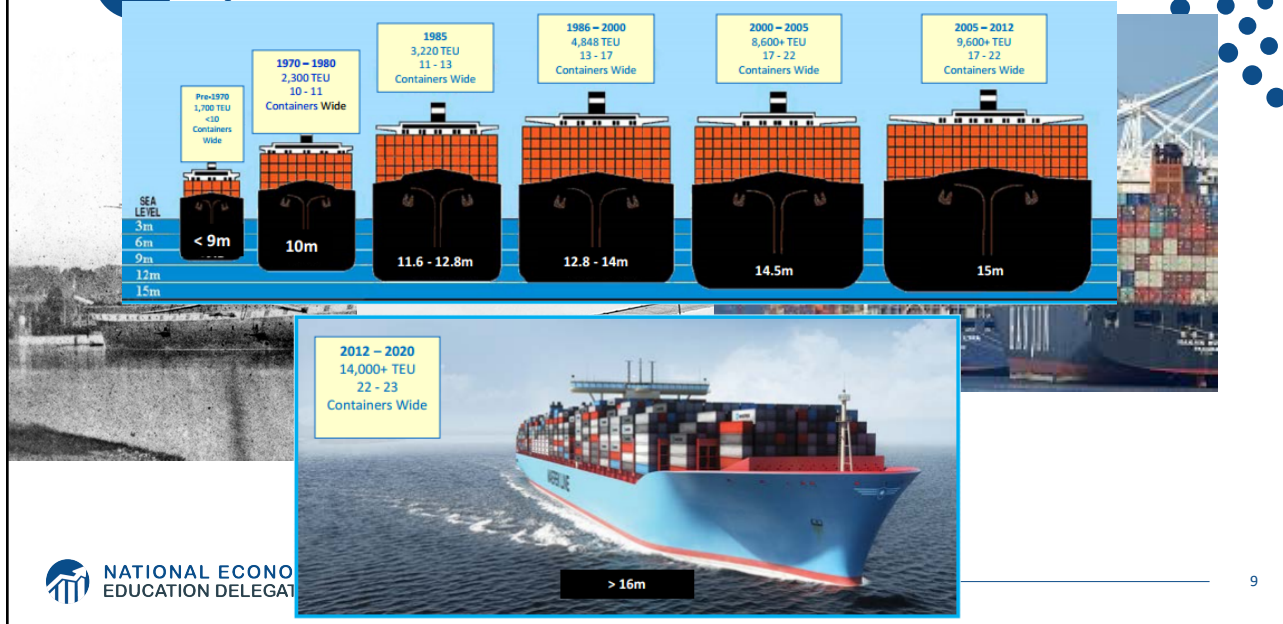 Pre-1970
1,700 TEU
<10
Containers
Wide
1970 – 1980
2,300 TEU
10 - 11
Containers Wide
1985
3,220 TEU
11 - 13
Containers Wide
1986 – 2000
4,848 TEU
13 - 17
Containers Wide
2000 – 2005
8,600+ TEU
17 - 22
Containers Wide
2005 – 2012
9,600+ TEU
17 - 22
Containers Wide
SEA
LEVEL
3m
6m
9m
12m
15m
< 9m
10m
11.6 - 12.8m
12.8 - 14m
14.5m
15m
2012 – 2020
14,000+ TEU
22 - 23
Containers Wide
MAERSK LINE
> 16m
NATIONAL ECONO
EDUCATION DELEGAT
9